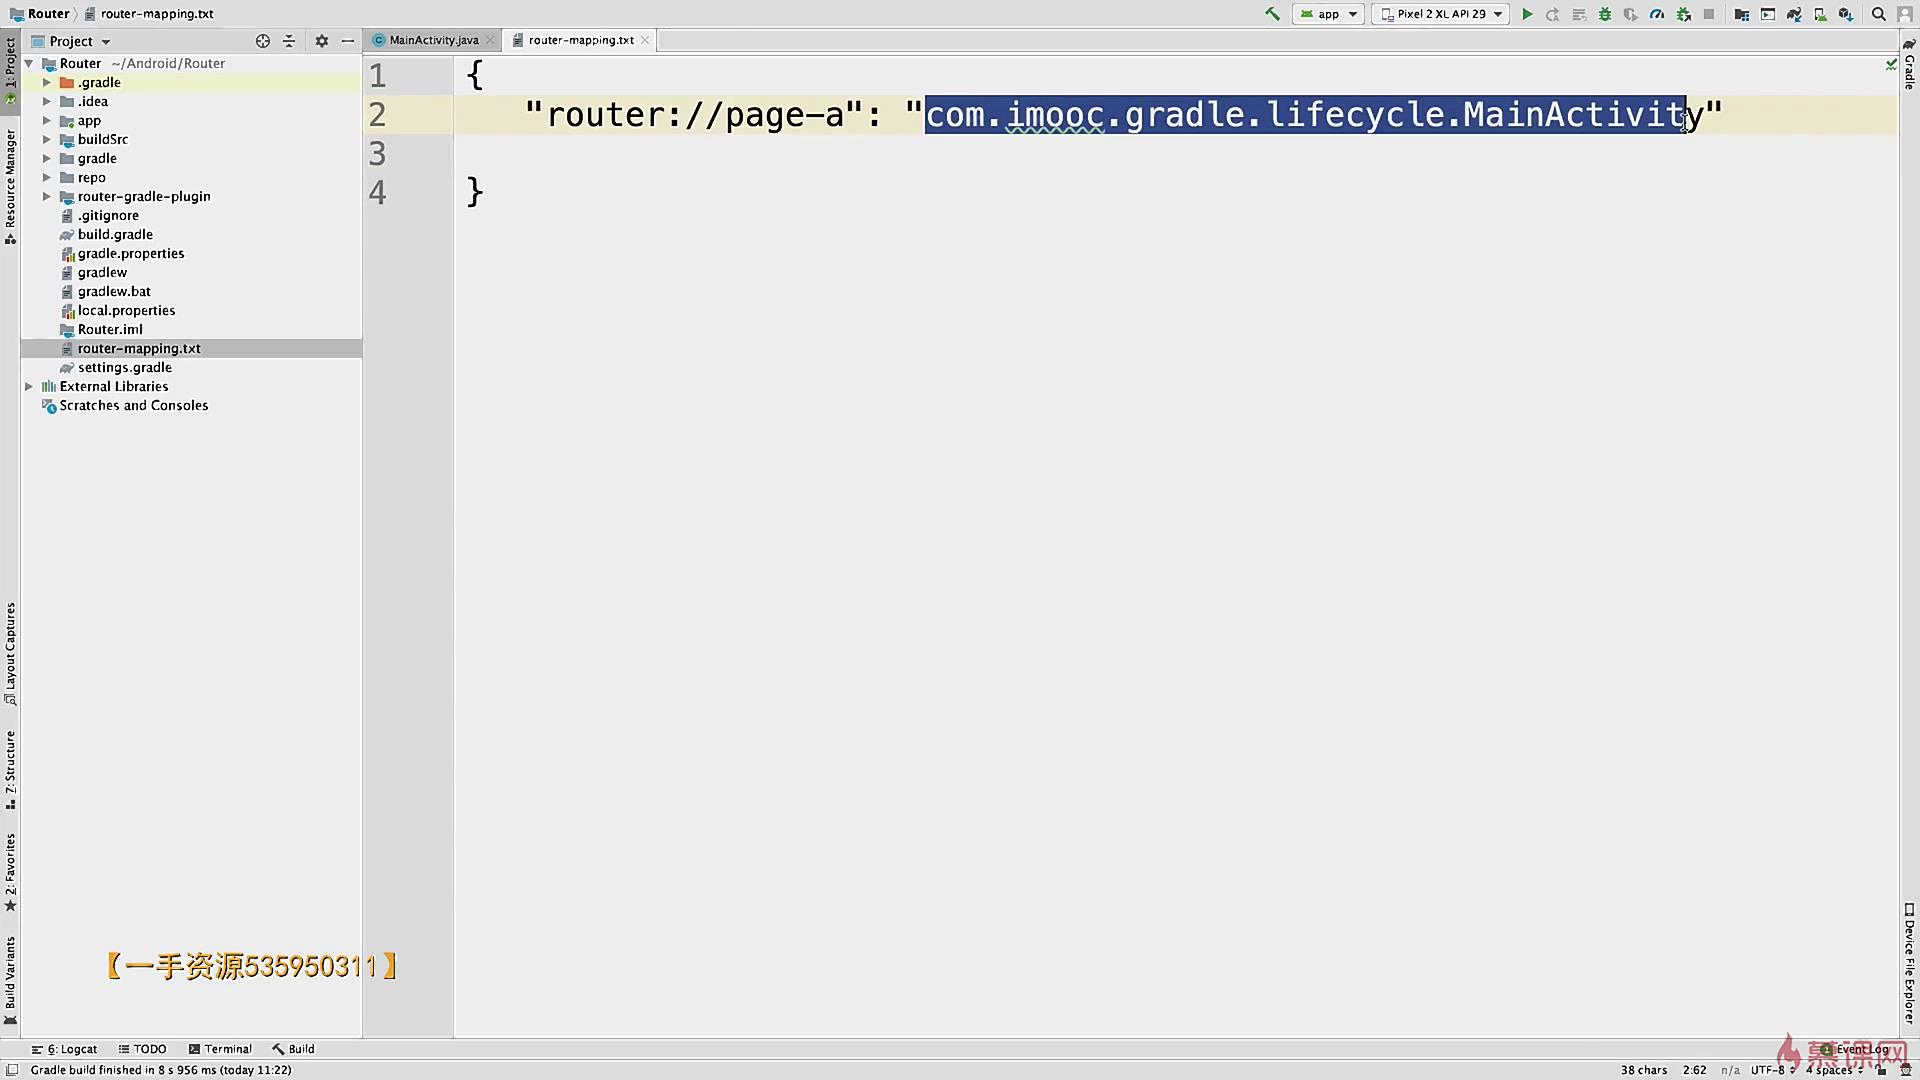 Router
router-mapping.txt
app
Pixel 2 XL API 29
Project
MainActivity.java
router-mapping.txt
1: Project
Resource Manager
Layout Captures
7: Structure
2: Favorites
Build Variants
Router ~/Android/Router
.gradle
.idea
app
buildSrc
gradle
repo
router-gradle-plugin
.gitignore
build.gradle
gradle.properties
gradlew
gradlew.bat
local.properties
Router.iml
router-mapping.txt
settings.gradle
External Libraries
Scratches and Consoles
1 {
2 "router://page-a": "com.imooc.gradle.lifecycle.MainActivity"
3
4 }
Gradle
Device File Explorer
【一手资源535950311】
6: Logcat
TODO
Terminal
Build
Event Log
慕课网
Gradle build finished in 8 s 956 ms (today 11:22)
38 chars
2:62
n/a
UTF-8
4 spaces